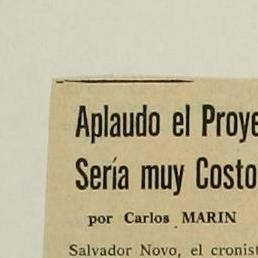 Aplaudo el Proye
Sería muy Costo
por Carlos MARIN
Salvador Novo, el cronist